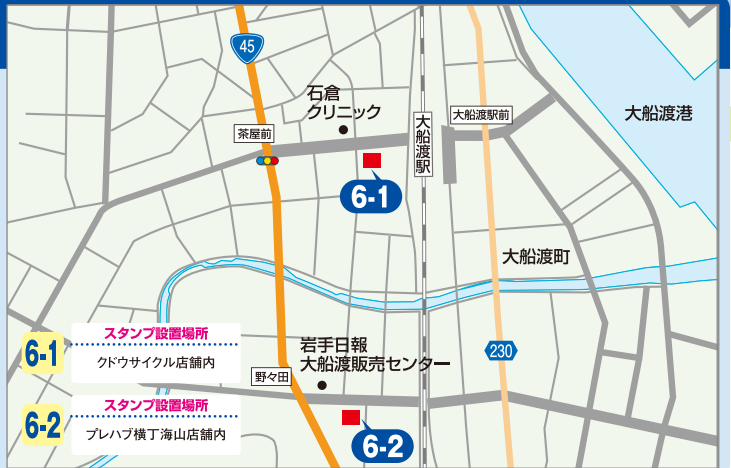 45
石倉
クリニック
茶屋前
大船渡駅
大船渡駅前
大船渡港
6-1
大船渡町
230
岩手日報
大船渡販売センター
野々田
6-2
6-1
スタンプ設置場所
クドウサイクル店舗内
6-2
スタンプ設置場所
プレハブ横丁海山店舗内